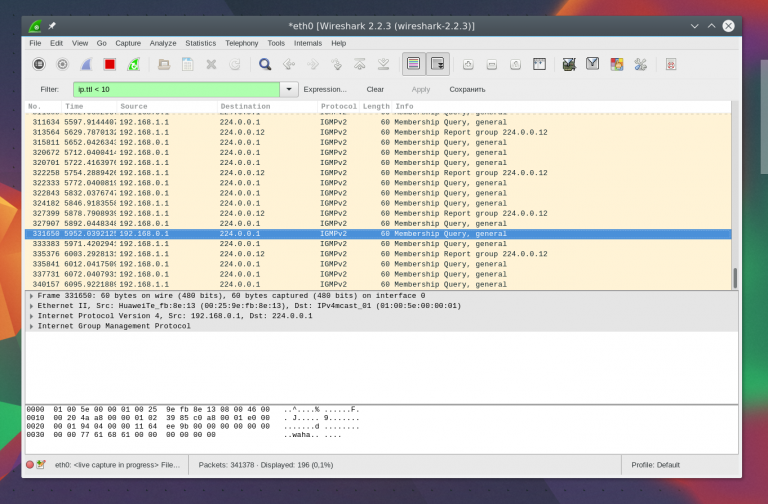 *eth0 [Wireshark 2.2.3 (wireshark-2.2.3)]
File Edit View Go Capture Analyze Statistics Telephony Tools Internals Help
Filter: ip.ttl < 10 Expression... Clear Apply Сохранить
No. Time Source Destination Protocol Length Info
311634 5597.914440 192.168.1.1 224.0.0.1 IGMPv2 60 Membership Query, general
313564 5629.787013 192.168.1.1 224.0.0.12 IGMPv2 60 Membership Report group 224.0.0.12
315811 5652.042634 192.168.0.1 224.0.0.1 IGMPv2 60 Membership Query, general
320672 5712.040041 192.168.0.1 224.0.0.1 IGMPv2 60 Membership Query, general
320701 5722.416397 192.168.1.1 224.0.0.1 IGMPv2 60 Membership Query, general
322258 5754.288942 192.168.1.1 224.0.0.12 IGMPv2 60 Membership Report group 224.0.0.12
322333 5772.040081 192.168.0.1 224.0.0.1 IGMPv2 60 Membership Query, general
322843 5832.037674 192.168.0.1 224.0.0.1 IGMPv2 60 Membership Query, general
324182 5846.918355 192.168.1.1 224.0.0.1 IGMPv2 60 Membership Query, general
327399 5878.790893 192.168.1.1 224.0.0.12 IGMPv2 60 Membership Report group 224.0.0.12
327907 5892.044834 192.168.0.1 224.0.0.1 IGMPv2 60 Membership Query, general
331650 5952.039212 192.168.0.1 224.0.0.1 IGMPv2 60 Membership Query, general
333383 5971.420294 192.168.1.1 224.0.0.1 IGMPv2 60 Membership Query, general
335376 6003.292813 192.168.1.1 224.0.0.12 IGMPv2 60 Membership Report group 224.0.0.12
335841 6012.041750 192.168.0.1 224.0.0.1 IGMPv2 60 Membership Query, general
337731 6072.040793 192.168.0.1 224.0.0.1 IGMPv2 60 Membership Query, general
340157 6095.922188 192.168.1.1 224.0.0.1 IGMPv2 60 Membership Query, general
Frame 331650: 60 bytes on wire (480 bits), 60 bytes captured (480 bits) on interface 0
Ethernet II, Src: HuaweiTe_fb:8e:13 (00:25:9e:fb:8e:13), Dst: IPv4mcast_01 (01:00:5e:00:00:01)
Internet Protocol Version 4, Src: 192.168.0.1, Dst: 224.0.0.1
Internet Group Management Protocol
0000 01 00 5e 00 00 01 00 25 9e fb 8e 13 08 00 46 00 ..^....% ......F.
0010 00 20 4a a8 00 00 01 02 39 85 c0 a8 00 01 e0 00 . J..... 9.......
0020 00 01 94 04 00 00 11 64 ee 9b 00 00 00 00 00 00 .......d ........
0030 00 00 77 61 68 61 00 00 00 00 00 00 ..waha.. ....
eth0: <live capture in progress> File... Packets: 341378 · Displayed: 196 (0,1%) Profile: Default